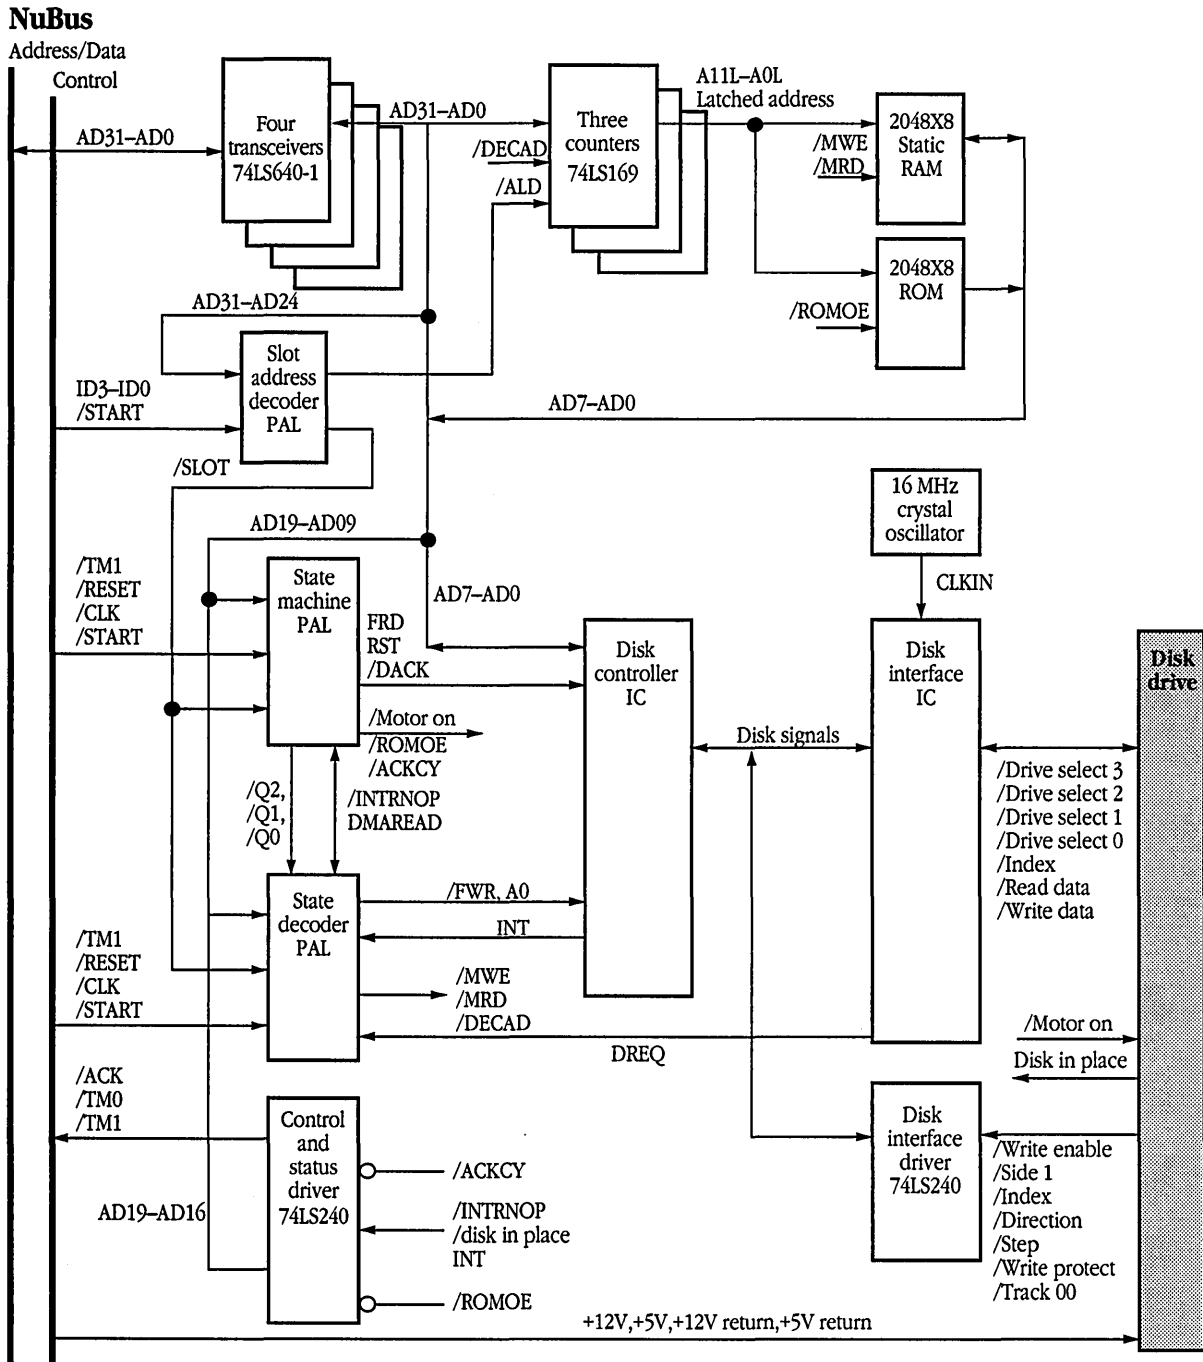 NuBus
Address/Data
Control
AD31–AD0
Four
transceivers
74LS640-1
AD31–AD0
/DECAD
/ALD
Three
counters
74LS169
A11L–A0L
Latched address
/MWE
/MRD
2048X8
Static
RAM
2048X8
ROM
/ROMOE
AD31–AD24
Slot
address
decoder
PAL
ID3–ID0
/START
AD7–AD0
/SLOT
16 MHz
crystal
oscillator
AD19–AD09
CLKIN
/TM1
/RESET
/CLK
/START
State
machine
PAL
AD7–AD0
FRD
RST
/DACK
Disk
controller
IC
Disk
interface
IC
Disk
drive
/Motor on
/ROMOE
/ACKCY
Disk signals
/Q2,
/Q1,
/Q0
/INTRNOP
DMAREAD
/Drive select 3
/Drive select 2
/Drive select 1
/Drive select 0
/Index
/Read data
/Write data
State
decoder
PAL
/FWR, A0
INT
/TM1
/RESET
/CLK
/START
/MWE
/MRD
/DECAD
DREQ
/Motor on
Disk in place
/ACK
/TM0
/TM1
Control
and
status
driver
74LS240
Disk
interface
driver
74LS240
/ACKCY
/INTRNOP
/disk in place
INT
/ROMOE
AD19–AD16
/Write enable
/Side 1
/Index
/Direction
/Step
/Write protect
/Track 00
+12V,+5V,+12V return,+5V return